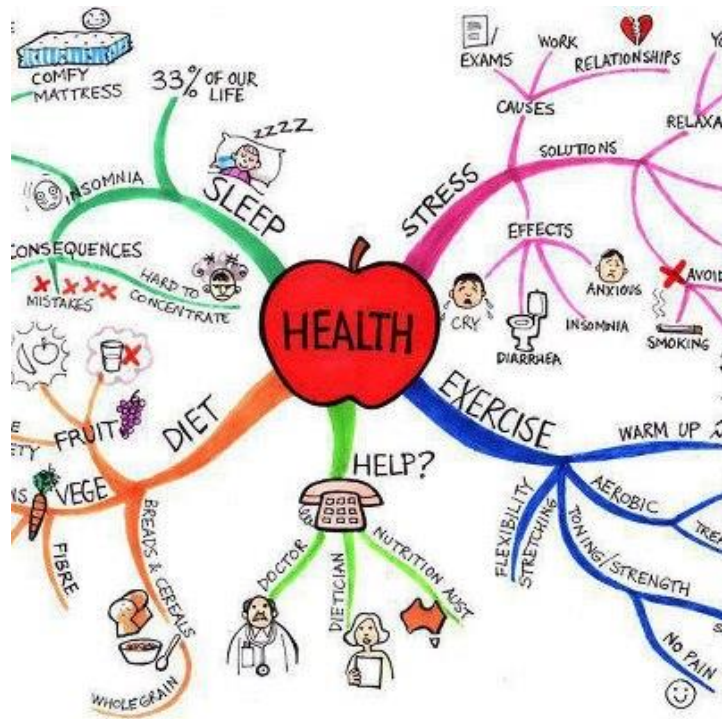 COMFY
MATTRESS
33% OF OUR
LIFE
ZZZZ
INSOMNIA
SLEEP
CONSEQUENCES
MISTAKES
HARD TO
CONCENTRATE
EXAMS
WORK
RELATIONSHIPS
CAUSES
SOLUTIONS
STRESS
EFFECTS
CRY
DIARRHEA
INSOMNIA
ANXIOUS
AVOID
SMOKING
HEALTH
DIET
FRUIT
VEGE
FIBRE
BREADS & CEREALS
WHOLEGRAIN
HELP?
DOCTOR
DIETICIAN
NUTRITION AUST
EXERCISE
WARM UP
AEROBIC
FLEXIBILITY
STRETCHING
TONING/STRENGTH
NO PAIN